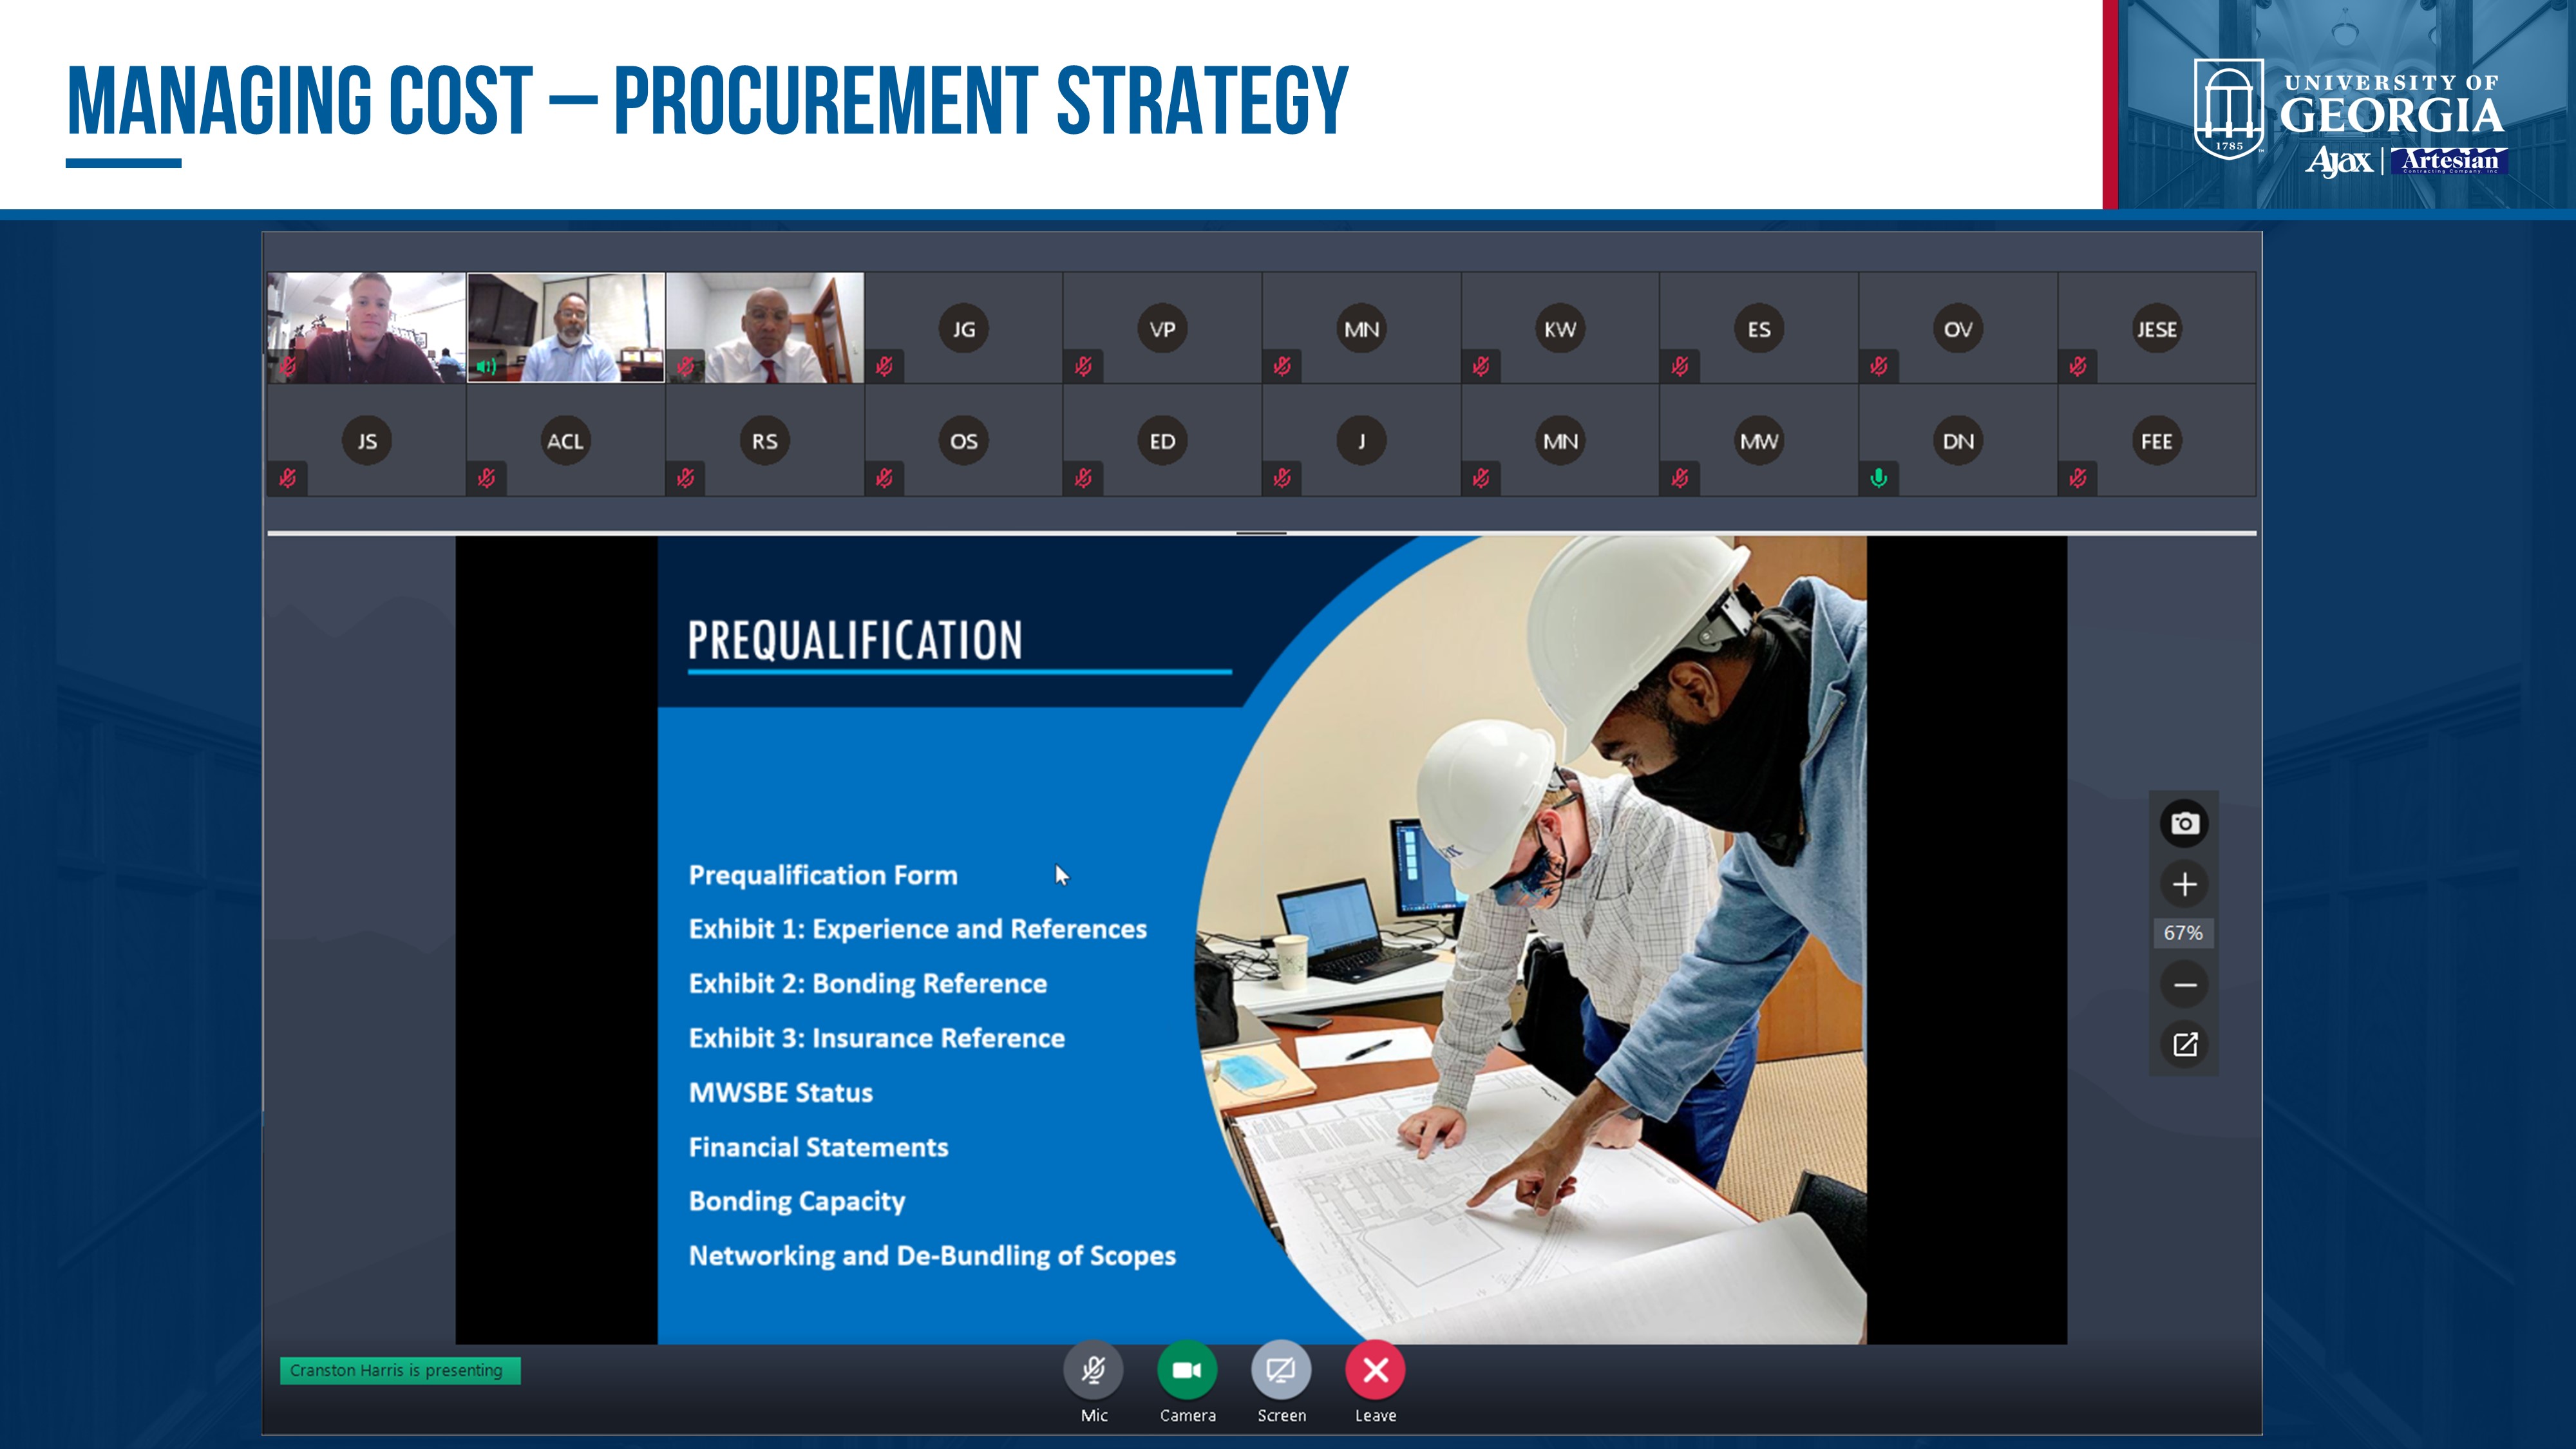 MANAGING COST – PROCUREMENT STRATEGY
UNIVERSITY OF
GEORGIA
1785
Ajax | Artesian
Contracting Company, Inc
JG
VP
MN
KW
ES
OV
JESE
JS
ACL
RS
OS
ED
J
MN
MW
DN
FEE
PREQUALIFICATION
Prequalification Form
Exhibit 1: Experience and References
Exhibit 2: Bonding Reference
Exhibit 3: Insurance Reference
MWSBE Status
Financial Statements
Bonding Capacity
Networking and De-Bundling of Scopes
67%
Cranston Harris is presenting
Mic
Camera
Screen
Leave